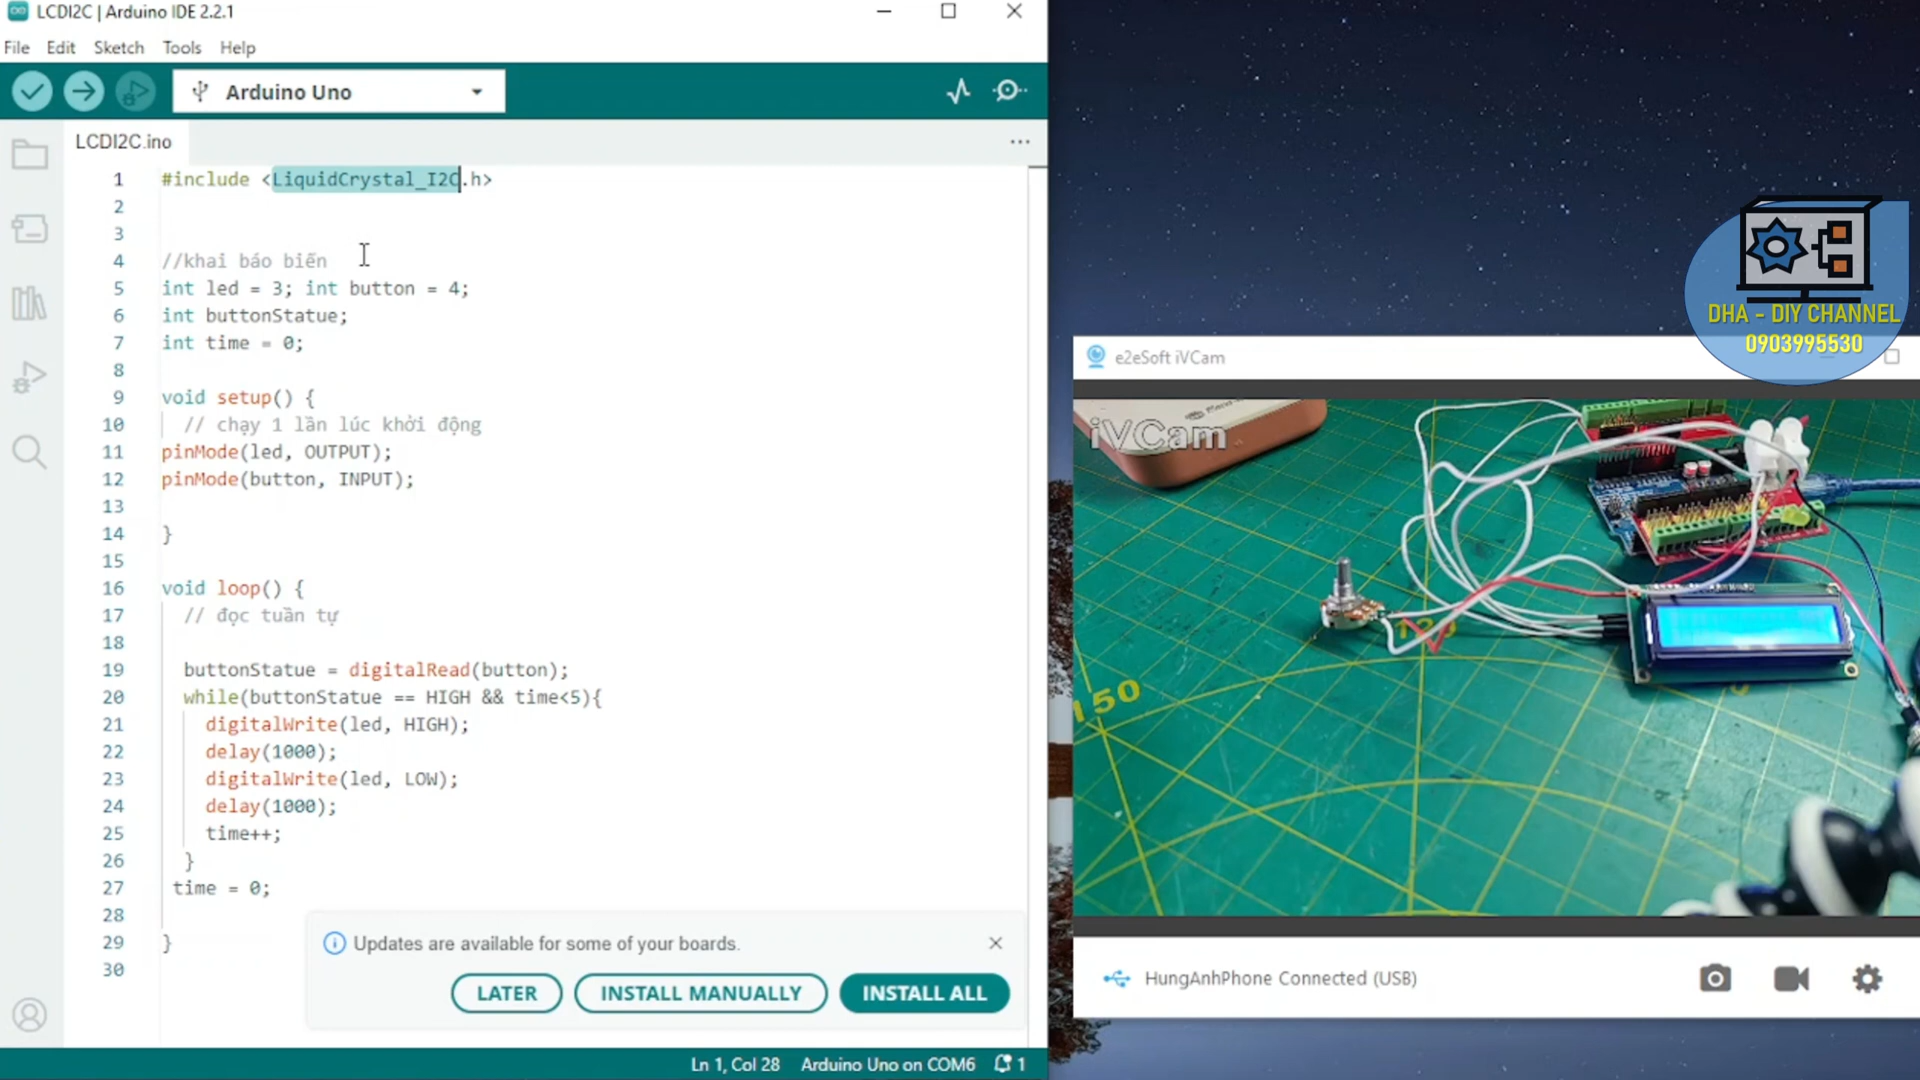 LCDI2C | Arduino IDE 2.2.1
File Edit Sketch Tools Help
Arduino Uno
LCDI2C.ino
1 #include <LiquidCrystal_I2C.h>
2
3
4 //khai báo biến
5 int led = 3; int button = 4;
6 int buttonStatue;
7 int time = 0;
8
9 void setup() {
10 // chạy 1 lần lúc khởi động
11 pinMode(led, OUTPUT);
12 pinMode(button, INPUT);
13
14 }
15
16 void loop() {
17 // đọc tuần tự
18
19 buttonStatue = digitalRead(button);
20 while(buttonStatue == HIGH && time<5){
21 digitalWrite(led, HIGH);
22 delay(1000);
23 digitalWrite(led, LOW);
24 delay(1000);
25 time++;
26 }
27 time = 0;
28
29 }
30
Updates are available for some of your boards.
LATER INSTALL MANUALLY INSTALL ALL
Ln 1, Col 28 Arduino Uno on COM6 1
DHA - DIY CHANNEL
0903995530
e2eSoft iVCam
iVCam
120
150
HungAnhPhone Connected (USB)